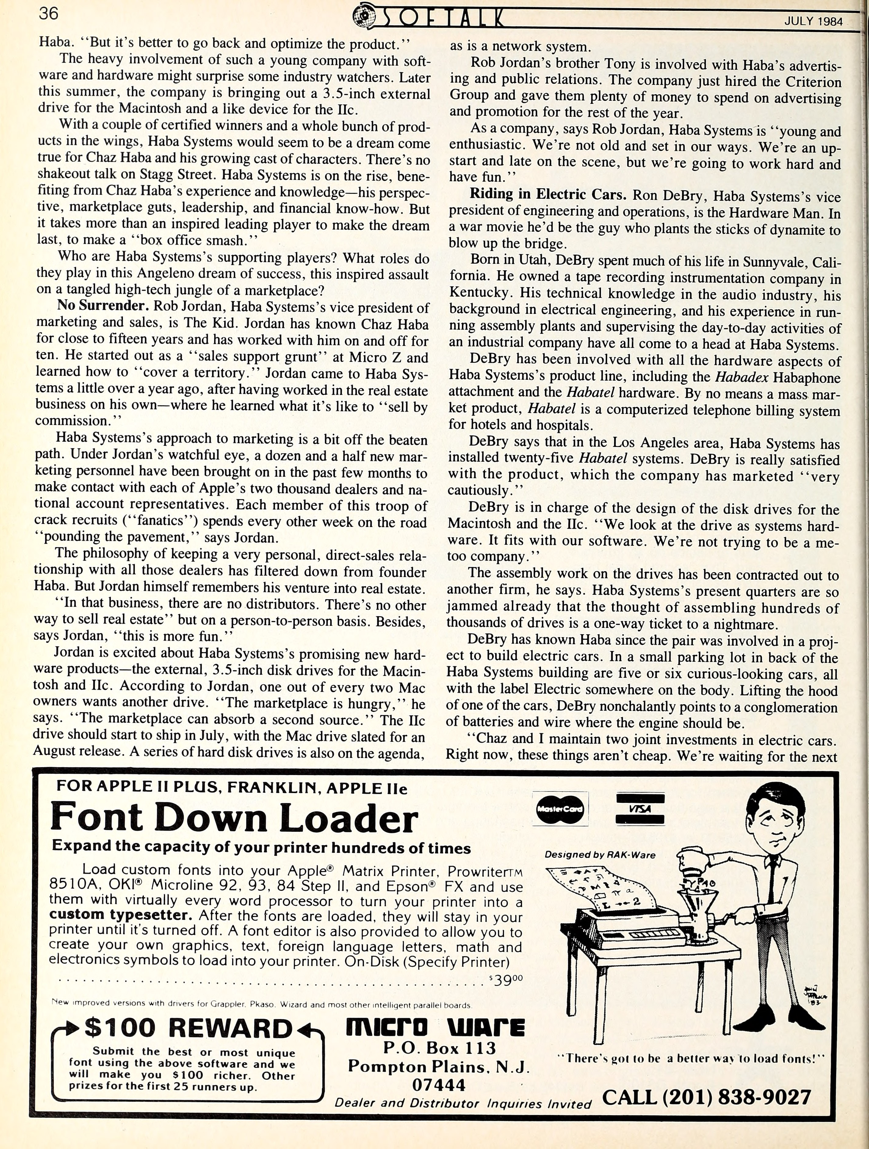 36
SOFTALK
JULY 1984
Haba. "But it's better to go back and optimize the product."
The heavy involvement of such a young company with soft-
ware and hardware might surprise some industry watchers. Later
this summer, the company is bringing out a 3.5-inch external
drive for the Macintosh and a like device for the IIc.
With a couple of certified winners and a whole bunch of prod-
ucts in the wings, Haba Systems would seem to be a dream come
true for Chaz Haba and his growing cast of characters. There's no
shakeout talk on Stagg Street. Haba Systems is on the rise, bene-
fiting from Chaz Haba's experience and knowledge—his perspec-
tive, marketplace guts, leadership, and financial know-how. But
it takes more than an inspired leading player to make the dream
last, to make a "box office smash."
Who are Haba Systems's supporting players? What roles do
they play in this Angeleno dream of success, this inspired assault
on a tangled high-tech jungle of a marketplace?
No Surrender. Rob Jordan, Haba Systems's vice president of
marketing and sales, is The Kid. Jordan has known Chaz Haba
for close to fifteen years and has worked with him on and off for
ten. He started out as a "sales support grunt" at Micro Z and
learned how to "cover a territory." Jordan came to Haba Sys-
tems a little over a year ago, after having worked in the real estate
business on his own—where he learned what it's like to "sell by
commission."
Haba Systems's approach to marketing is a bit off the beaten
path. Under Jordan's watchful eye, a dozen and a half new mar-
keting personnel have been brought on in the past few months to
make contact with each of Apple's two thousand dealers and na-
tional account representatives. Each member of this troop of
crack recruits ("fanatics") spends every other week on the road
"pounding the pavement," says Jordan.
The philosophy of keeping a very personal, direct-sales rela-
tionship with all those dealers has filtered down from founder
Haba. But Jordan himself remembers his venture into real estate.
"In that business, there are no distributors. There's no other
way to sell real estate" but on a person-to-person basis. Besides,
says Jordan, "this is more fun."
Jordan is excited about Haba Systems's promising new hard-
ware products—the external, 3.5-inch disk drives for the Macin-
tosh and IIc. According to Jordan, one out of every two Mac
owners wants another drive. "The marketplace is hungry," he
says. "The marketplace can absorb a second source." The IIc
drive should start to ship in July, with the Mac drive slated for an
August release. A series of hard disk drives is also on the agenda,
as is a network system.
Rob Jordan's brother Tony is involved with Haba's advertis-
ing and public relations. The company just hired the Criterion
Group and gave them plenty of money to spend on advertising
and promotion for the rest of the year.
As a company, says Rob Jordan, Haba Systems is "young and
enthusiastic. We're not old and set in our ways. We're an up-
start and late on the scene, but we're going to work hard and
have fun."
Riding in Electric Cars. Ron DeBry, Haba Systems's vice
president of engineering and operations, is the Hardware Man. In
a war movie he'd be the guy who plants the sticks of dynamite to
blow up the bridge.
Born in Utah, DeBry spent much of his life in Sunnyvale, Cali-
fornia. He owned a tape recording instrumentation company in
Kentucky. His technical knowledge in the audio industry, his
background in electrical engineering, and his experience in run-
ning assembly plants and supervising the day-to-day activities of
an industrial company have all come to a head at Haba Systems.
DeBry has been involved with all the hardware aspects of
Haba Systems's product line, including the Habadex Habaphone
attachment and the Habatel hardware. By no means a mass mar-
ket product, Habatel is a computerized telephone billing system
for hotels and hospitals.
DeBry says that in the Los Angeles area, Haba Systems has
installed twenty-five Habatel systems. DeBry is really satisfied
with the product, which the company has marketed "very
cautiously."
DeBry is in charge of the design of the disk drives for the
Macintosh and the IIc. "We look at the drive as systems hard-
ware. It fits with our software. We're not trying to be a me-
too company."
The assembly work on the drives has been contracted out to
another firm, he says. Haba Systems's present quarters are so
jammed already that the thought of assembling hundreds of
thousands of drives is a one-way ticket to a nightmare.
DeBry has known Haba since the pair was involved in a proj-
ect to build electric cars. In a small parking lot in back of the
Haba Systems building are five or six curious-looking cars, all
with the label Electric somewhere on the body. Lifting the hood
of one of the cars, DeBry nonchalantly points to a conglomeration
of batteries and wire where the engine should be.
"Chaz and I maintain two joint investments in electric cars.
Right now, these things aren't cheap. We're waiting for the next
FOR APPLE II PLUS, FRANKLIN, APPLE IIe
Font Down Loader
Expand the capacity of your printer hundreds of times
Load custom fonts into your Apple® Matrix Printer, Prowriter™
8510A, OKI® Microline 92, 93, 84 Step II, and Epson® FX and use
them with virtually every word processor to turn your printer into a
custom typesetter. After the fonts are loaded, they will stay in your
printer until it's turned off. A font editor is also provided to allow you to
create your own graphics, text, foreign language letters, math and
electronics symbols to load into your printer. On-Disk (Specify Printer)
$39.00
New improved versions with drivers for Grappler, Pkaso, Wizard and most other intelligent parallel boards.
$100 REWARD
Submit the best or most unique
font using the above software and we
will make you $100 richer. Other
prizes for the first 25 runners up.
MICRO WARE
P.O. Box 113
Pompton Plains, N.J.
07444
Dealer and Distributor Inquiries Invited
MasterCard
VISA
Designed by RAK-Ware
"There's got to be a better way to load fonts!"
CALL (201) 838-9027